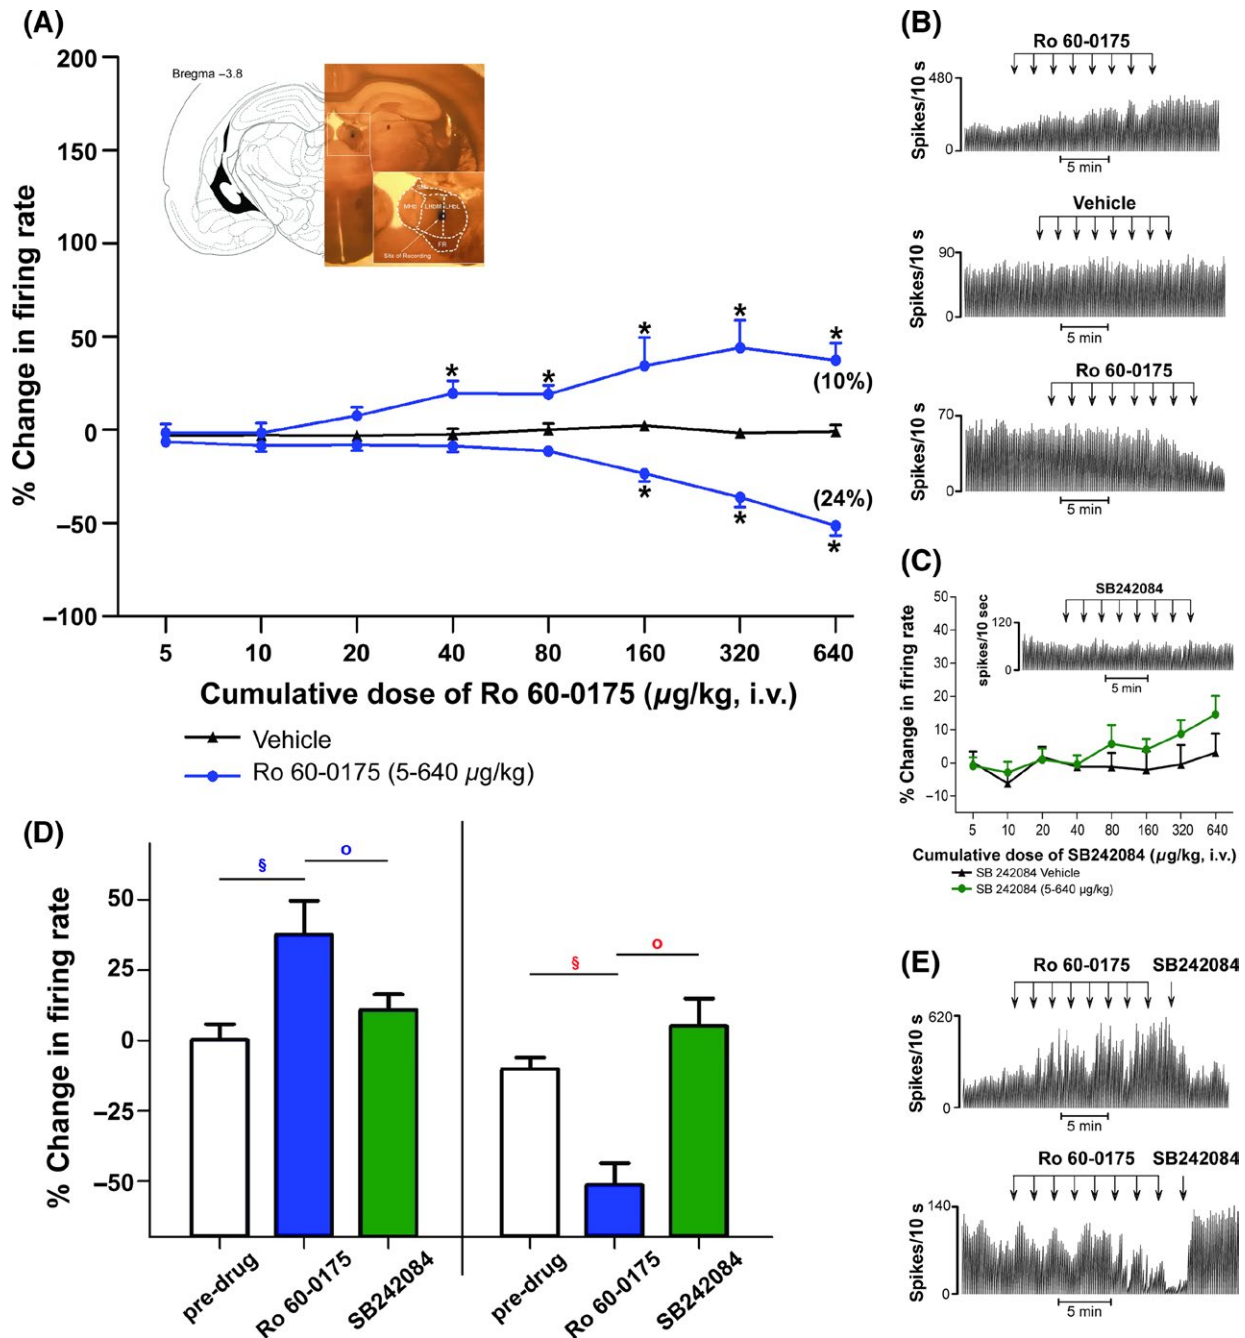 (A)
200
150
100
50
0
−50
−100
% Change in firing rate
Bregma −3.8
MHb
LHbM
LHbL
FR
Site of Recording
*
*
*
*
*
(10%)
(24%)
*
*
*
5 10 20 40 80 160 320 640
Cumulative dose of Ro 60-0175 (µg/kg, i.v.)
Vehicle
Ro 60-0175 (5-640 µg/kg)
(B)
Ro 60-0175
480
0
Spikes/10 s
5 min
Vehicle
90
0
Spikes/10 s
5 min
Ro 60-0175
70
0
Spikes/10 s
5 min
(C)
SB242084
120
0
spikes/10 sec
5 min
50
40
30
20
10
0
−10
% Change in firing rate
5 10 20 40 80 160 320 640
Cumulative dose of SB242084 (µg/kg, i.v.)
SB 242084 Vehicle
SB 242084 (5-640 µg/kg)
(D)
50
25
0
−25
−50
% Change in firing rate
§
o
§
o
pre-drug
Ro 60-0175
SB242084
pre-drug
Ro 60-0175
SB242084
(E)
Ro 60-0175 SB242084
620
0
Spikes/10 s
5 min
Ro 60-0175 SB242084
140
0
Spikes/10 s
5 min